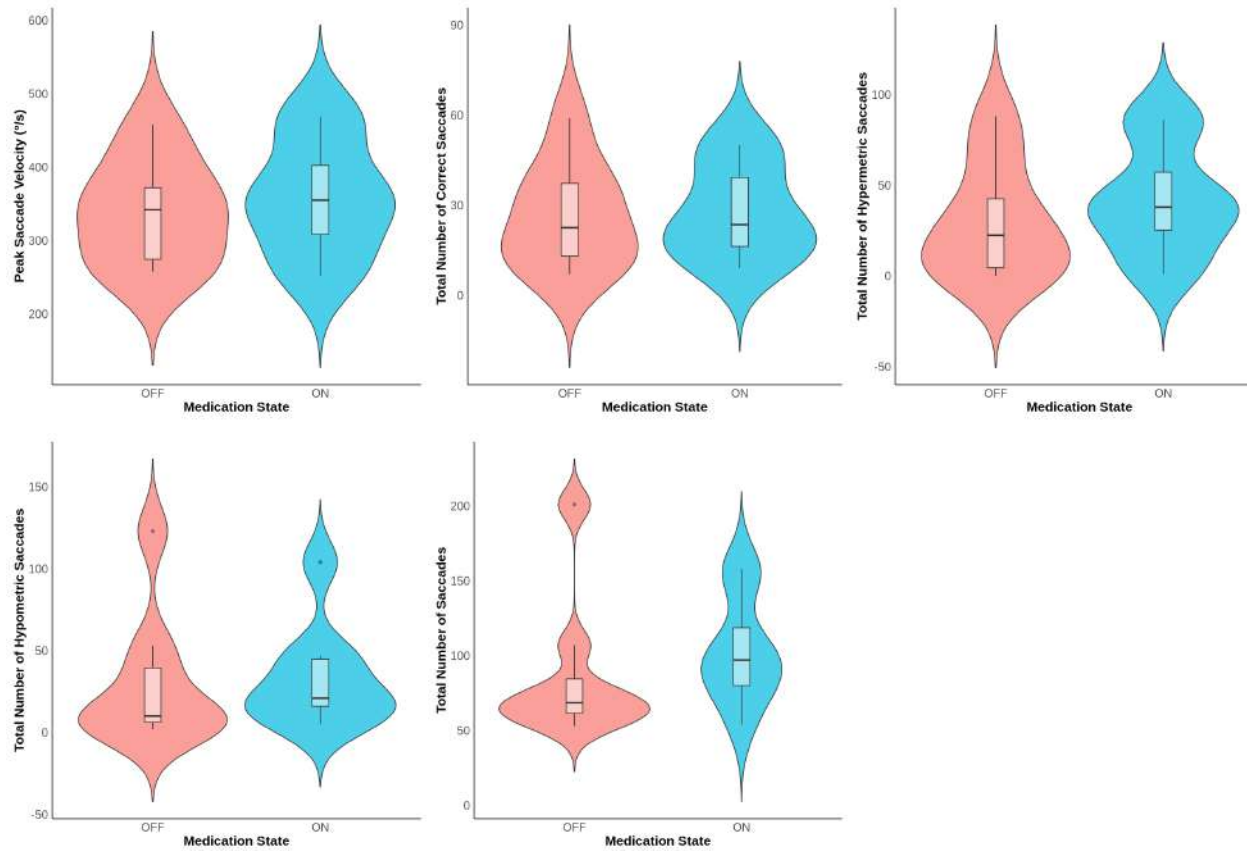 Peak Saccade Velocity (°/s)
600
500
400
300
200
OFF
ON
Medication State
Total Number of Correct Saccades
90
60
30
0
OFF
ON
Medication State
Total Number of Hypermetric Saccades
100
50
0
-50
OFF
ON
Medication State
Total Number of Hypometric Saccades
150
100
50
0
-50
OFF
ON
Medication State
Total Number of Saccades
200
150
100
50
0
OFF
ON
Medication State